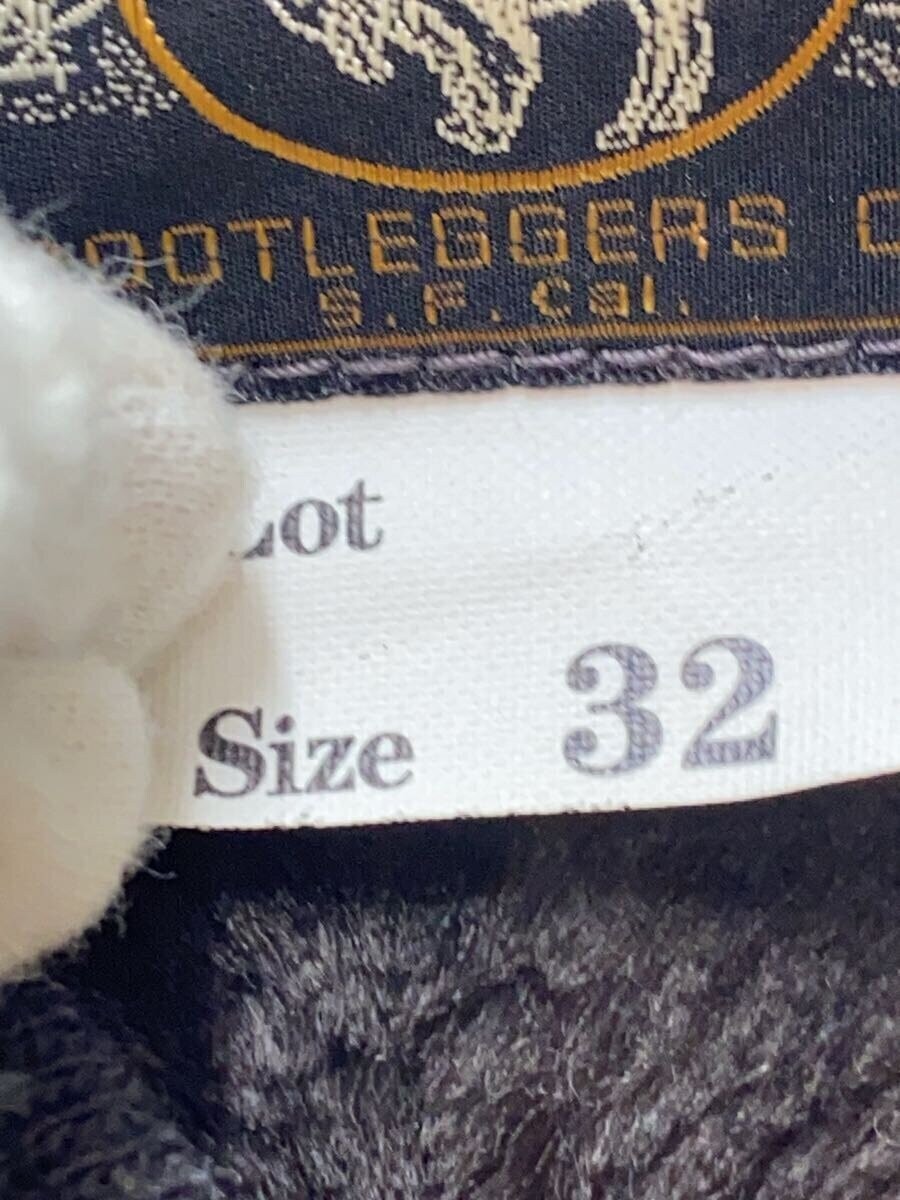 OOTLEGGERS C
S.F.Cal.
Lot
Size 32